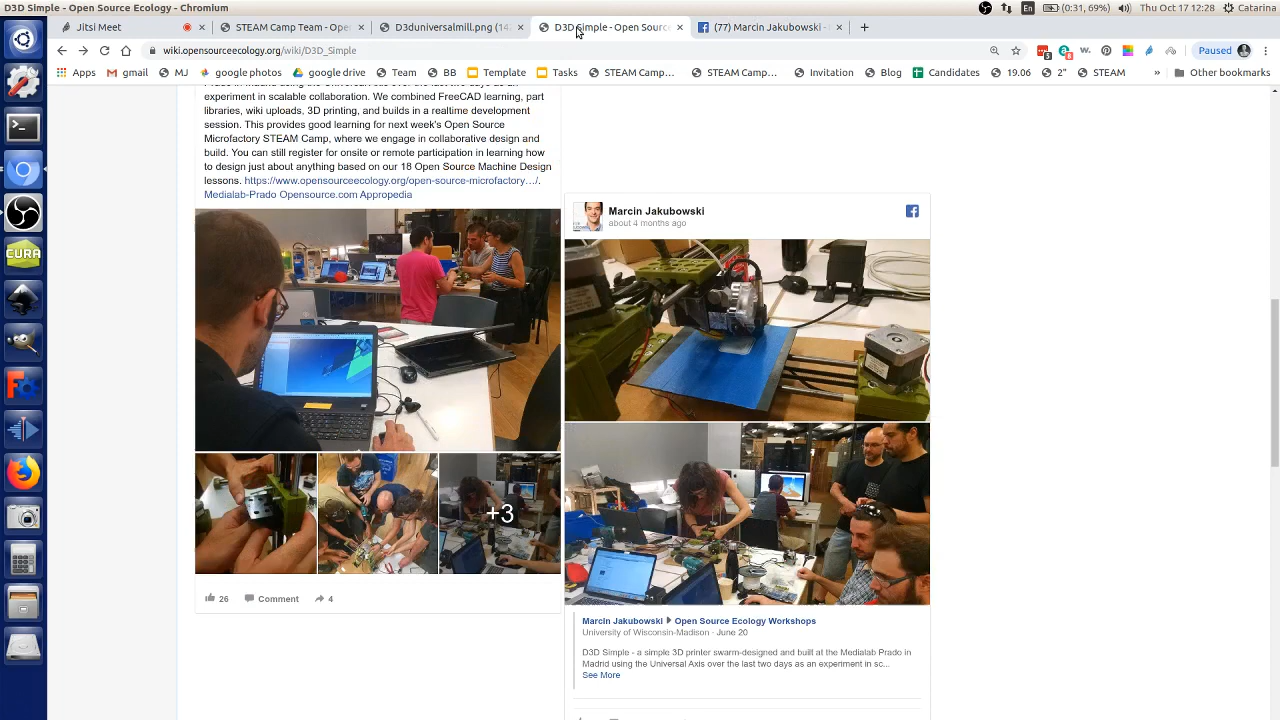 D3D Simple - Open Source Ecology - Chromium
En
(0:31, 69%)
Thu Oct 17 12:28
Catarina
Jitsi Meet
STEAM Camp Team - Ope
D3duniversalmill.png (14
D3D Simple - Open Sourc
(77) Marcin Jakubowski -
wiki.opensourceecology.org/wiki/D3D_Simple
Paused
Apps
gmail
MJ
google photos
google drive
Team
BB
Template
Tasks
STEAM Camp...
STEAM Camp...
Invitation
Blog
Candidates
19.06
2"
STEAM
»
Other bookmarks
experiment in scalable collaboration. We combined FreeCAD learning, part
libraries, wiki uploads, 3D printing, and builds in a realtime development
session. This provides good learning for next week's Open Source
Microfactory STEAM Camp, where we engage in collaborative design and
build. You can still register for onsite or remote participation in learning how
to design just about anything based on our 18 Open Source Machine Design
lessons. https://www.opensourceecology.org/open-source-microfactory…/.
Medialab-Prado Opensource.com Appropedia
+3
26
Comment
4
Marcin Jakubowski
about 4 months ago
Marcin Jakubowski
Open Source Ecology Workshops
University of Wisconsin-Madison · June 20
D3D Simple - a simple 3D printer swarm-designed and built at the Medialab Prado in
Madrid using the Universal Axis over the last two days as an experiment in sc...
See More
CURA